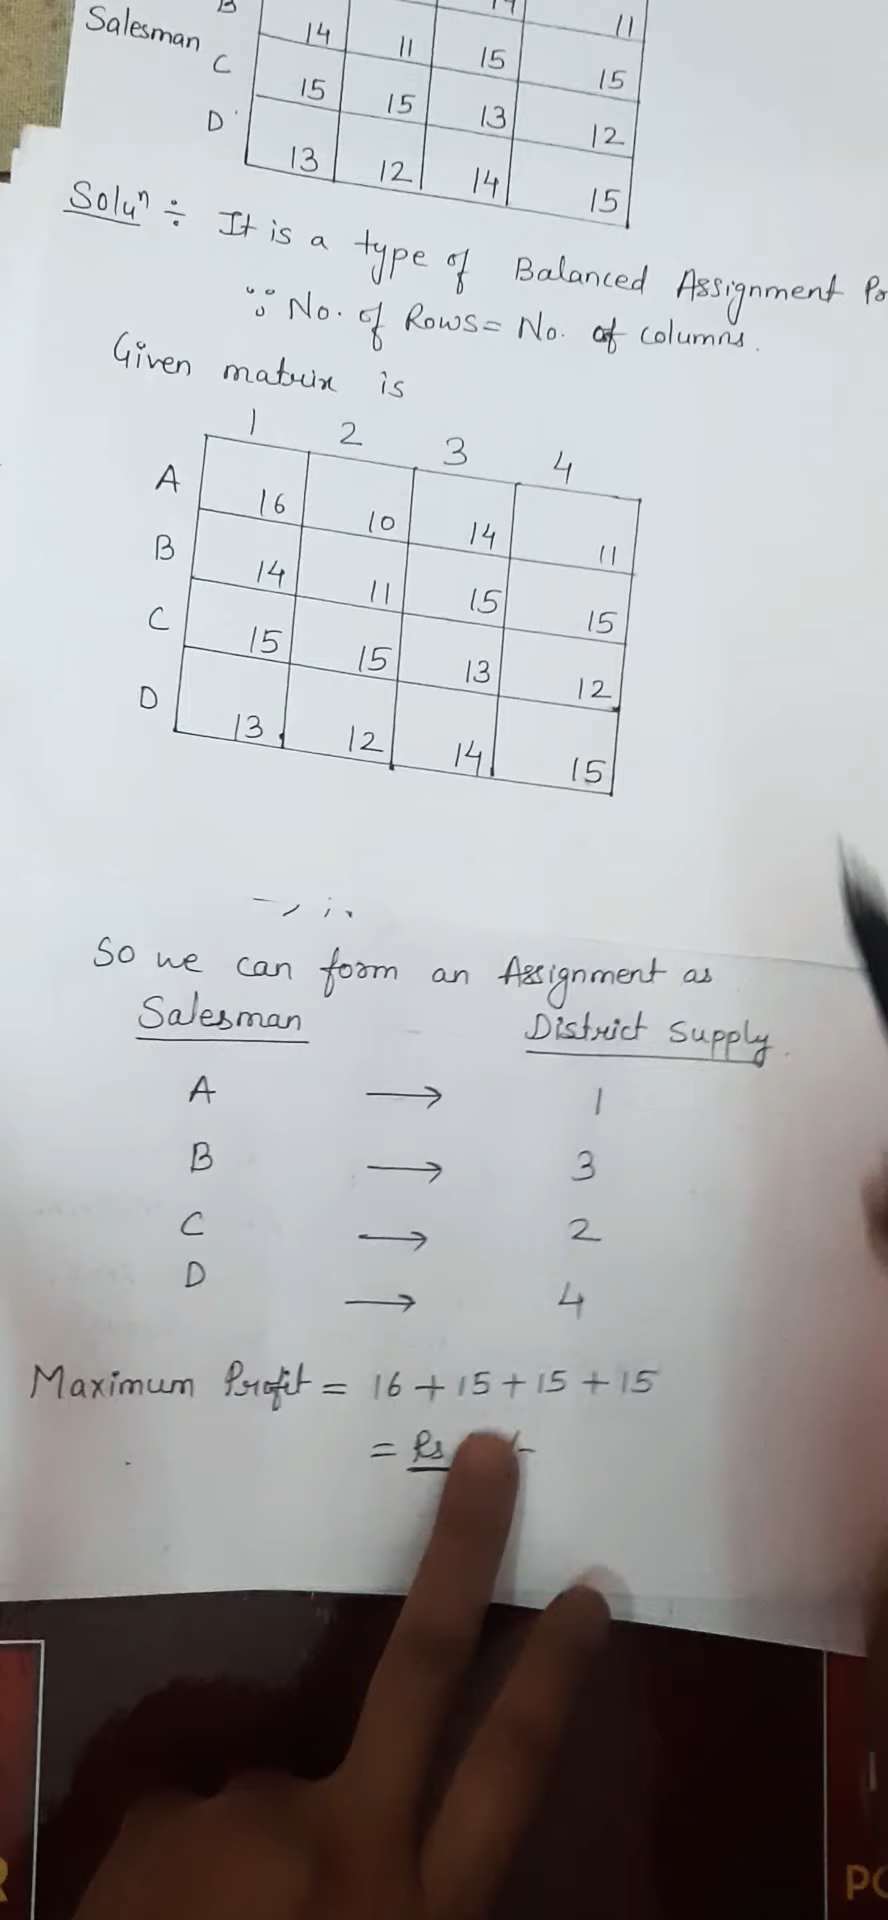 B 14 11
Salesman 14 11 15 15
C 15 15 13 12
D 13 12 14 15
Soluⁿ ÷ It is a type of Balanced Assignment
∵ No. of Rows = No. of columns.
Given matrix is
1 2 3 4
A 16 10 14 11
B 14 11 15 15
C 15 15 13 12
D 13 12 14 15
So we can form an Assignment as
Salesman District Supply.
A → 1
B → 3
C → 2
D → 4
Maximum Profit = 16 + 15 + 15 + 15
= Rs